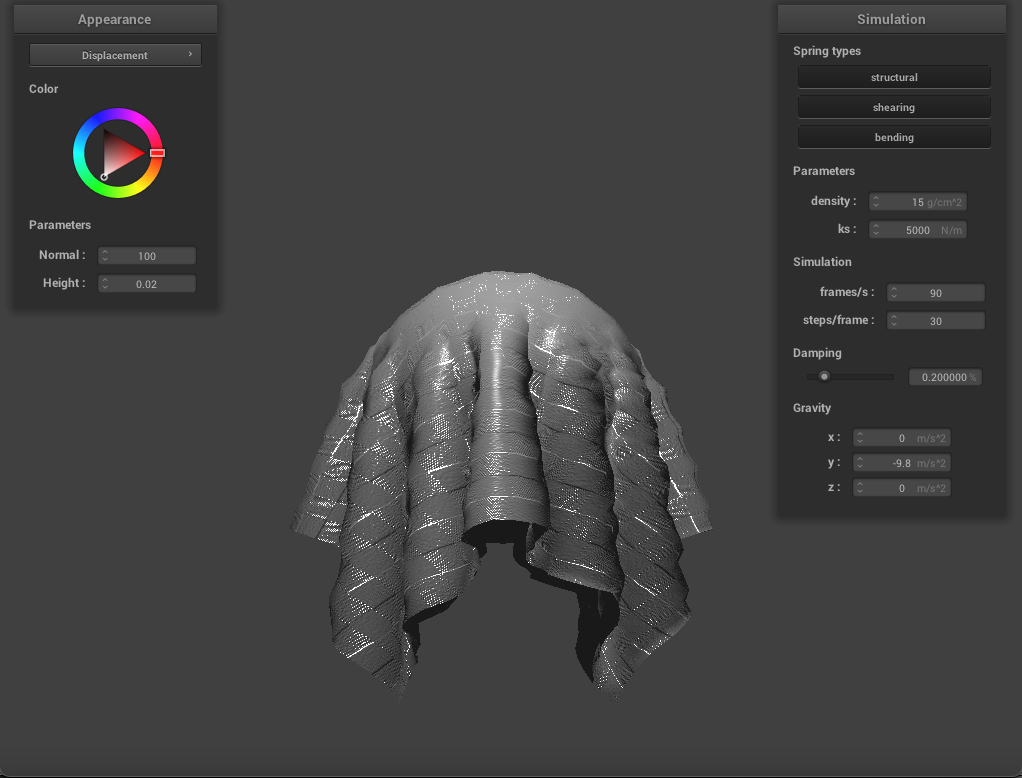 Appearance
Displacement ›
Color
Parameters
Normal : 100
Height : 0.02
Simulation
Spring types
structural
shearing
bending
Parameters
density : 15 g/cm^2
ks : 5000 N/m
Simulation
frames/s : 90
steps/frame : 30
Damping
0.200000 %
Gravity
x : 0 m/s^2
y : -9.8 m/s^2
z : 0 m/s^2